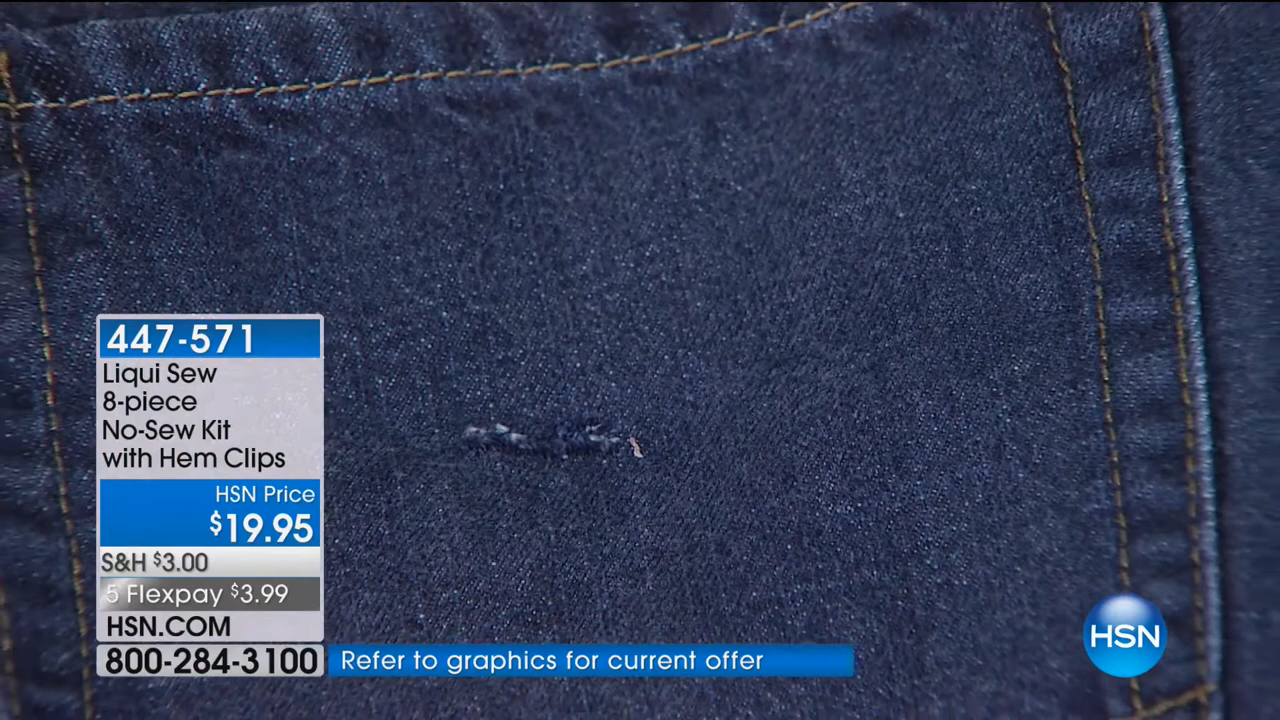 447-571
Liqui Sew
8-piece
No-Sew Kit
with Hem Clips
HSN Price
$19.95
S&H $3.00
5 Flexpay $3.99
HSN.COM
800-284-3100
Refer to graphics for current offer
HSN